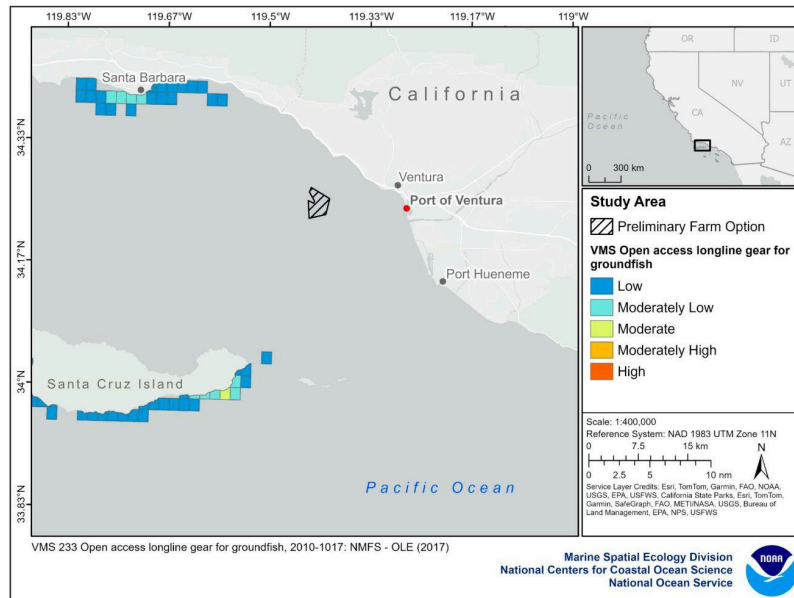 119.83°W 119.67°W 119.5°W 119.33°W 119.17°W 119°W
34.33°N
34.17°N
34°N
33.83°N
Santa Barbara
California
Ventura
Port of Ventura
Port Hueneme
Santa Cruz Island
Pacific Ocean
OR ID
NV UT
CA
AZ
Pacific
Ocean
0 300 km
Study Area
Preliminary Farm Option
VMS Open access longline gear for
groundfish
Low
Moderately Low
Moderate
Moderately High
High
Scale: 1:400,000
Reference System: NAD 1983 UTM Zone 11N
0 7.5 15 km
N
0 2.5 5 10 nm
Service Layer Credits: Esri, TomTom, Garmin, FAO, NOAA,
USGS, EPA, USFWS, California State Parks, Esri, TomTom,
Garmin, SafeGraph, FAO, METI/NASA, USGS, Bureau of
Land Management, EPA, NPS, USFWS
VMS 233 Open access longline gear for groundfish, 2010-1017: NMFS - OLE (2017)
Marine Spatial Ecology Division
National Centers for Coastal Ocean Science
National Ocean Service
NOAA